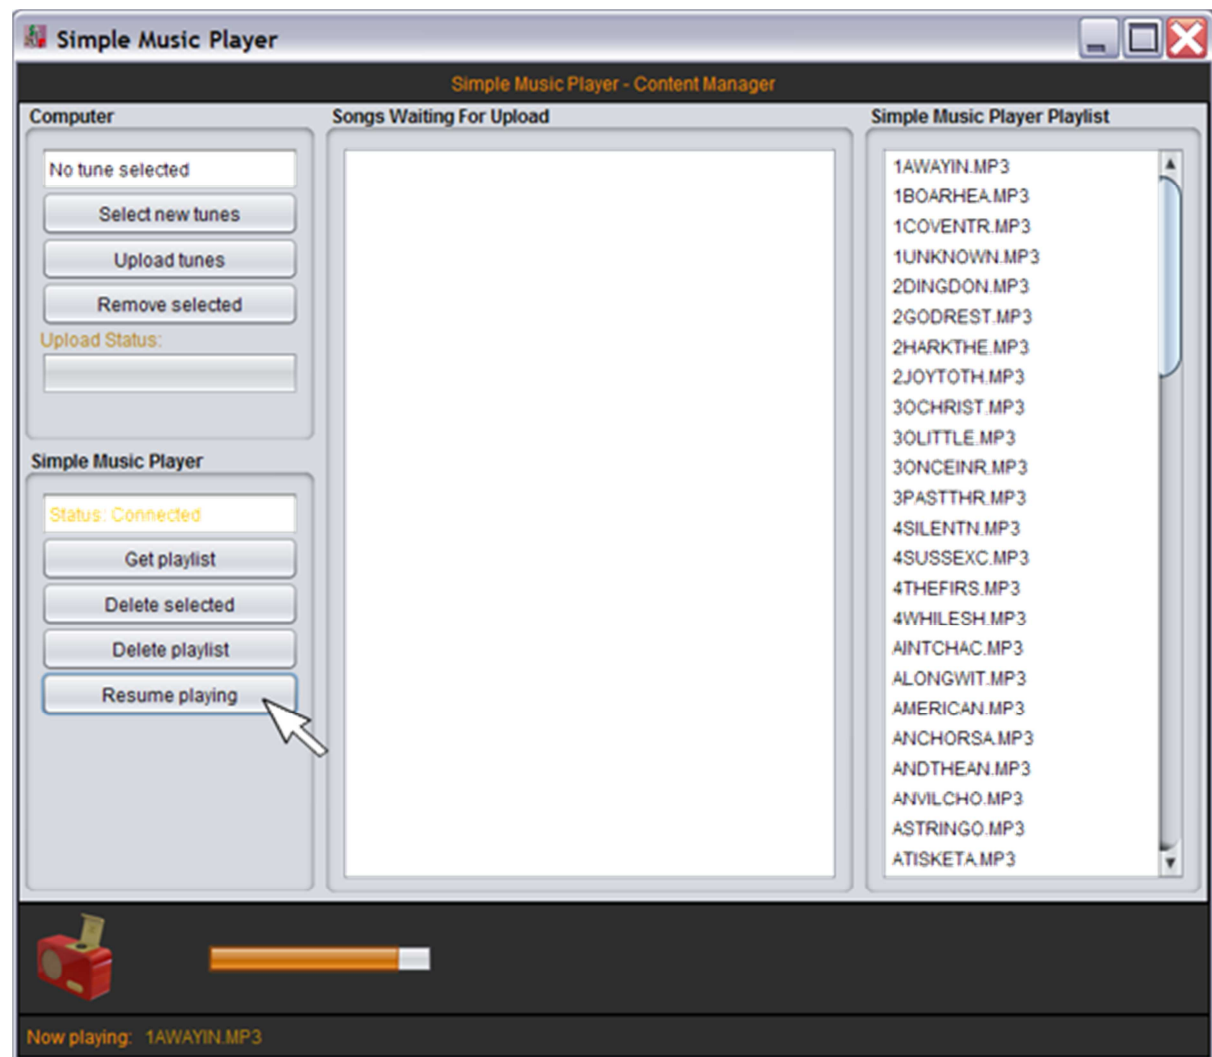 Simple Music Player
Simple Music Player - Content Manager
Computer
No tune selected
Select new tunes
Upload tunes
Remove selected
Upload Status:
Simple Music Player
Status: Connected
Get playlist
Delete selected
Delete playlist
Resume playing
Songs Waiting For Upload
Simple Music Player Playlist
1AWAYIN.MP3
1BOARHEA.MP3
1COVENTR.MP3
1UNKNOWN.MP3
2DINGDON.MP3
2GODREST.MP3
2HARKTHE.MP3
2JOYTOTH.MP3
3OCHRIST.MP3
3OLITTLE.MP3
3ONCEINR.MP3
3PASTTHR.MP3
4SILENTN.MP3
4SUSSEXC.MP3
4THEFIRS.MP3
4WHILESH.MP3
AINTCHAC.MP3
ALONGWIT.MP3
AMERICAN.MP3
ANCHORSA.MP3
ANDTHEAN.MP3
ANVILCHO.MP3
ASTRINGO.MP3
ATISKETA.MP3
Now playing: 1AWAYIN.MP3